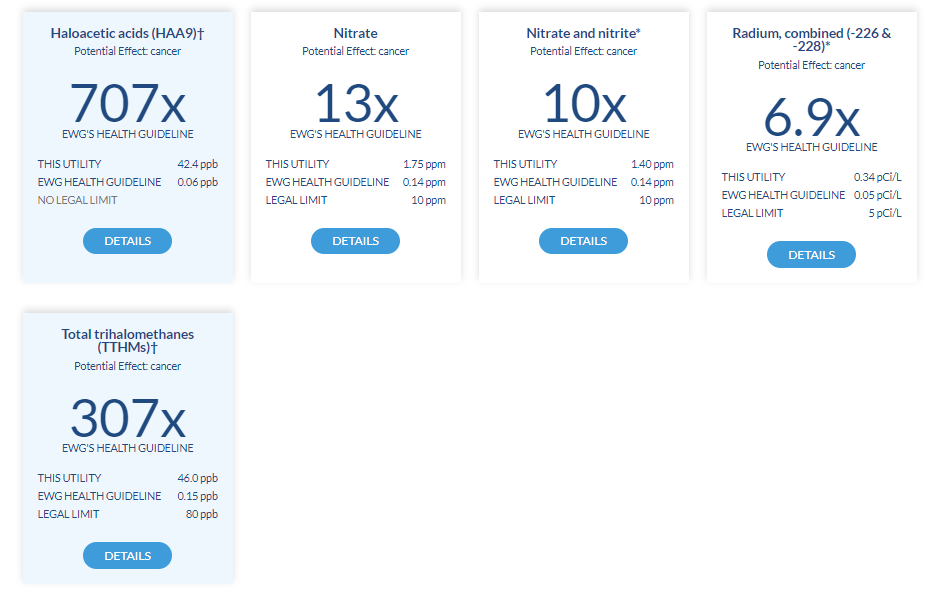 Haloacetic acids (HAA9)†
Potential Effect: cancer
707x
EWG'S HEALTH GUIDELINE
THIS UTILITY 42.4 ppb
EWG HEALTH GUIDELINE 0.06 ppb
NO LEGAL LIMIT
DETAILS
Nitrate
Potential Effect: cancer
13x
EWG'S HEALTH GUIDELINE
THIS UTILITY 1.75 ppm
EWG HEALTH GUIDELINE 0.14 ppm
LEGAL LIMIT 10 ppm
DETAILS
Nitrate and nitrite*
Potential Effect: cancer
10x
EWG'S HEALTH GUIDELINE
THIS UTILITY 1.40 ppm
EWG HEALTH GUIDELINE 0.14 ppm
LEGAL LIMIT 10 ppm
DETAILS
Radium, combined (-226 &
-228)*
Potential Effect: cancer
6.9x
EWG'S HEALTH GUIDELINE
THIS UTILITY 0.34 pCi/L
EWG HEALTH GUIDELINE 0.05 pCi/L
LEGAL LIMIT 5 pCi/L
DETAILS
Total trihalomethanes
(TTHMs)†
Potential Effect: cancer
307x
EWG'S HEALTH GUIDELINE
THIS UTILITY 46.0 ppb
EWG HEALTH GUIDELINE 0.15 ppb
LEGAL LIMIT 80 ppb
DETAILS